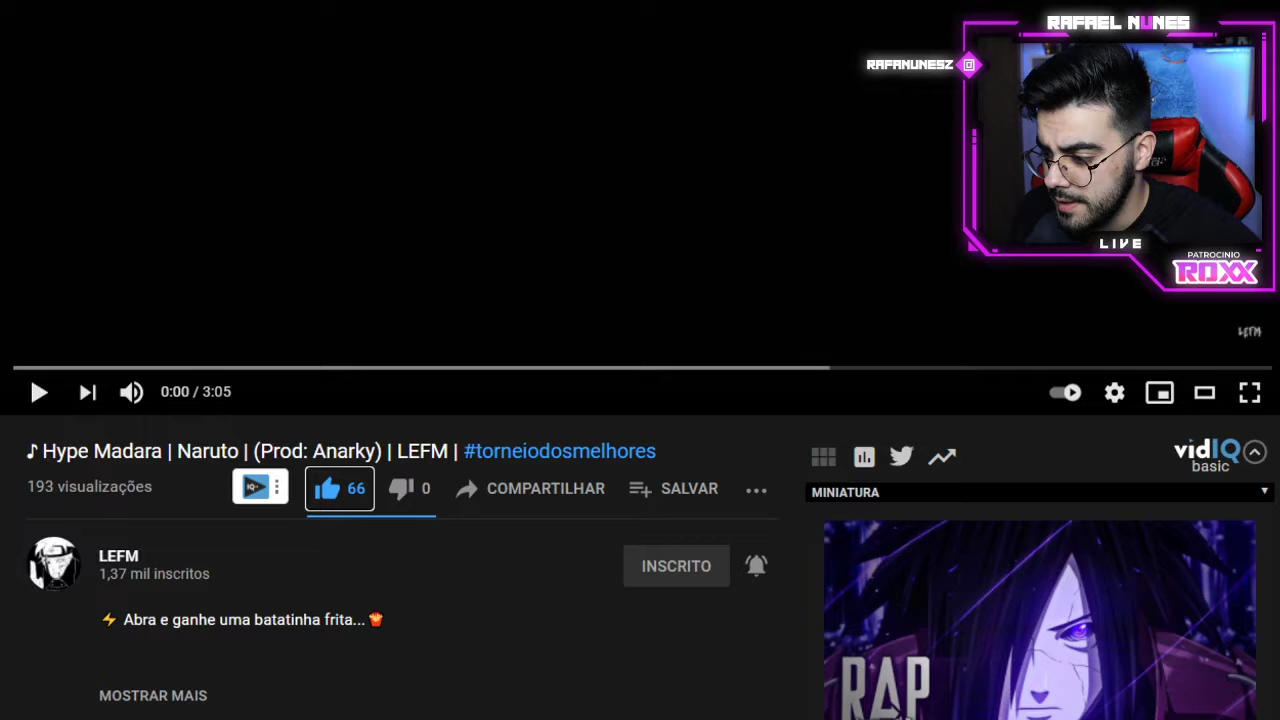 RAFAEL NUNES
RAFANUNESZ
LIVE
PATROCINIO
ROXX
LEFM
0:00 / 3:05
♪ Hype Madara | Naruto | (Prod: Anarky) | LEFM | #torneiodosmelhores
193 visualizações
IQ
66
0
COMPARTILHAR
SALVAR
vidIQ
basic
MINIATURA
LEFM
1,37 mil inscritos
INSCRITO
⚡ Abra e ganhe uma batatinha frita... 🍟
MOSTRAR MAIS
RAP